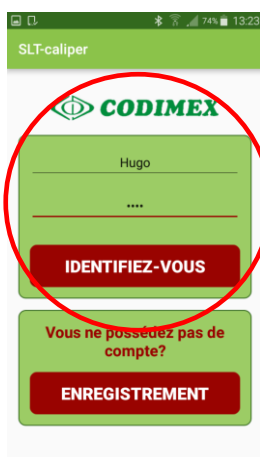 74% 13:23
SLT-caliper
CODIMEX
Hugo
••••
IDENTIFIEZ-VOUS
Vous ne possédez pas de
compte?
ENREGISTREMENT